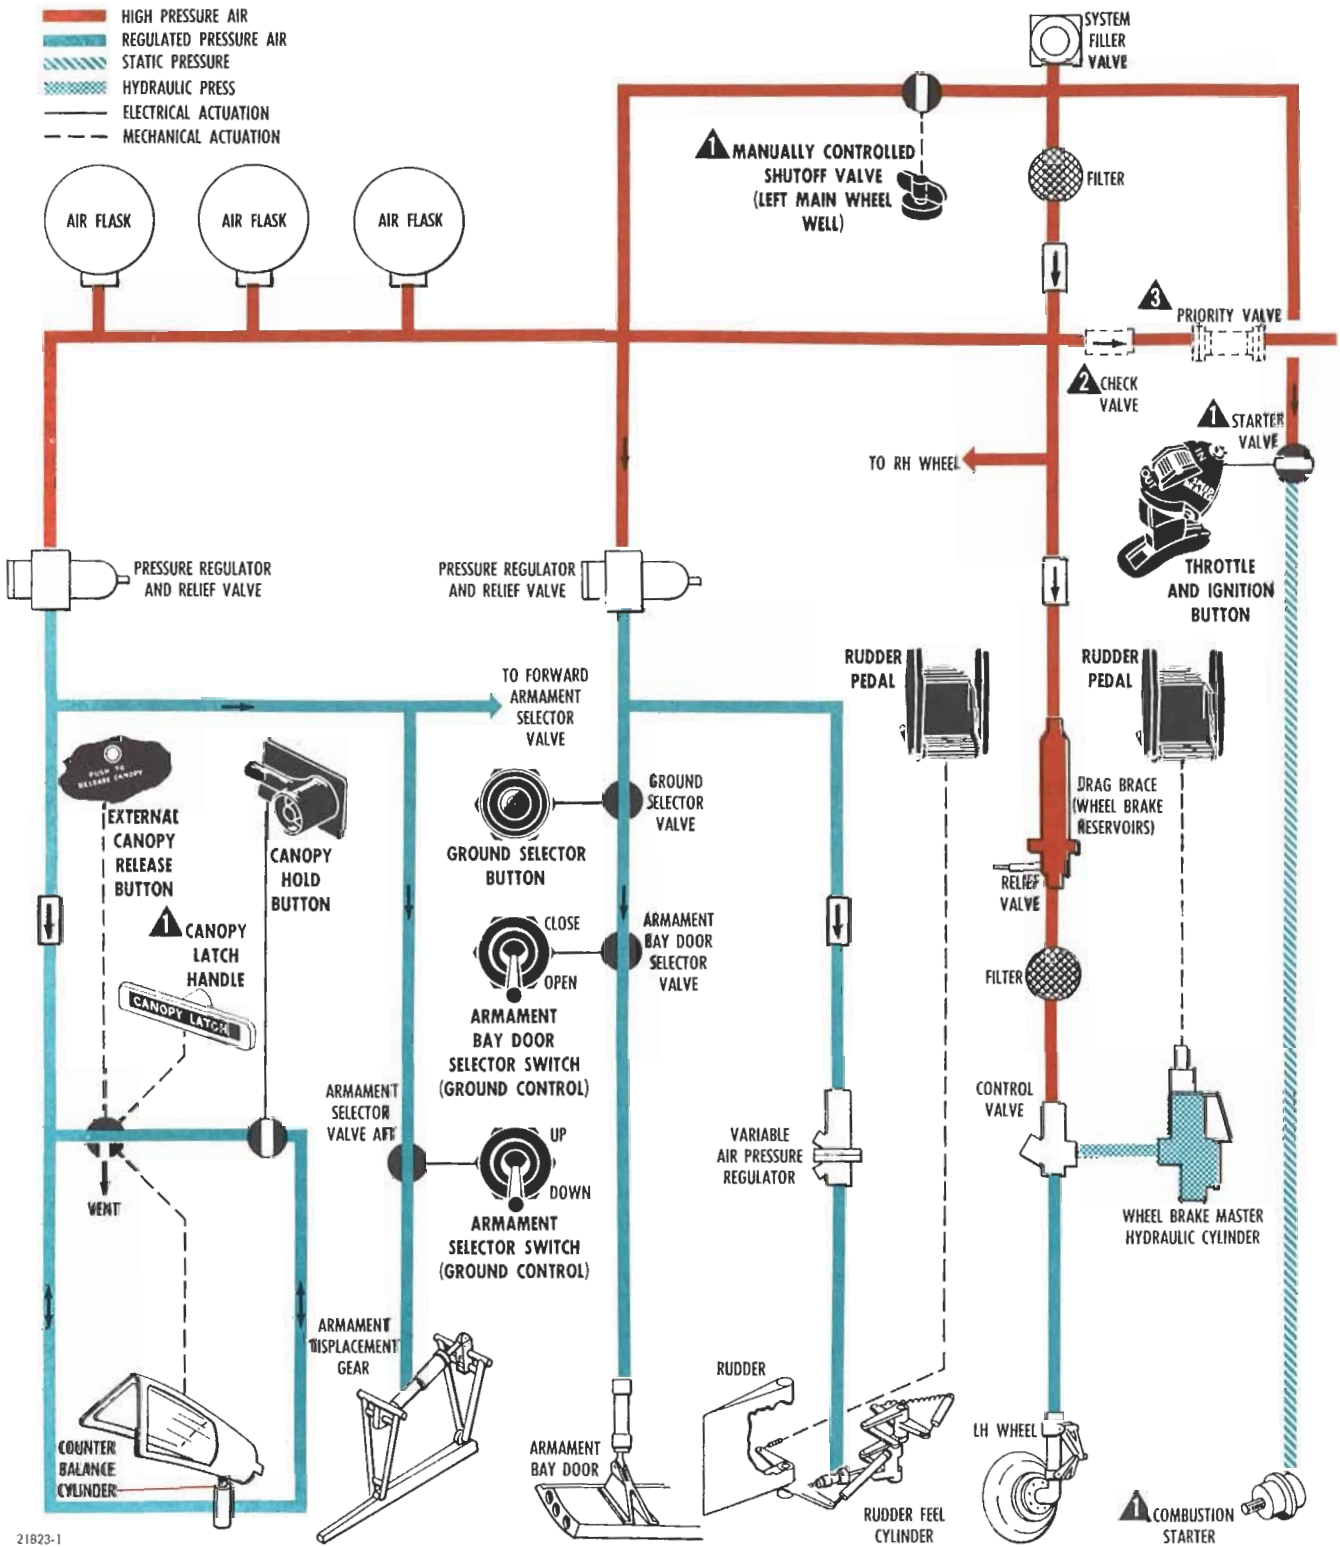 HIGH PRESSURE AIR
REGULATED PRESSURE AIR
STATIC PRESSURE
HYDRAULIC PRESS
ELECTRICAL ACTUATION
MECHANICAL ACTUATION
SYSTEM
FILLER
VALVE
AIR FLASK
AIR FLASK
AIR FLASK
1 MANUALLY CONTROLLED
SHUTOFF VALVE
(LEFT MAIN WHEEL
WELL)
FILTER
3
PRIORITY VALVE
2 CHECK
VALVE
1 STARTER
VALVE
TO RH WHEEL
IN
OUT
SPEED
BRAKES
THROTTLE
AND IGNITION
BUTTON
PRESSURE REGULATOR
AND RELIEF VALVE
PRESSURE REGULATOR
AND RELIEF VALVE
RUDDER
PEDAL
RUDDER
PEDAL
TO FORWARD
ARMAMENT
SELECTOR
VALVE
PUSH TO
RELEASE CANOPY
EXTERNAL
CANOPY
RELEASE
BUTTON
CANOPY
HOLD
BUTTON
GROUND
SELECTOR
VALVE
GROUND SELECTOR
BUTTON
DRAG BRACE
(WHEEL BRAKE
RESERVOIRS)
RELIEF
VALVE
1 CANOPY
LATCH
HANDLE
CANOPY LATCH
CLOSE
OPEN
ARMAMENT
BAY DOOR
SELECTOR
VALVE
ARMAMENT
BAY DOOR
SELECTOR SWITCH
(GROUND CONTROL)
FILTER
ARMAMENT
SELECTOR
VALVE AFT
UP
DOWN
ARMAMENT
SELECTOR SWITCH
(GROUND CONTROL)
VARIABLE
AIR PRESSURE
REGULATOR
CONTROL
VALVE
WHEEL BRAKE MASTER
HYDRAULIC CYLINDER
VENT
ARMAMENT
DISPLACEMENT
GEAR
COUNTER
BALANCE
CYLINDER
ARMAMENT
BAY DOOR
RUDDER
RUDDER FEEL
CYLINDER
LH WHEEL
1 COMBUSTION
STARTER
21823-1